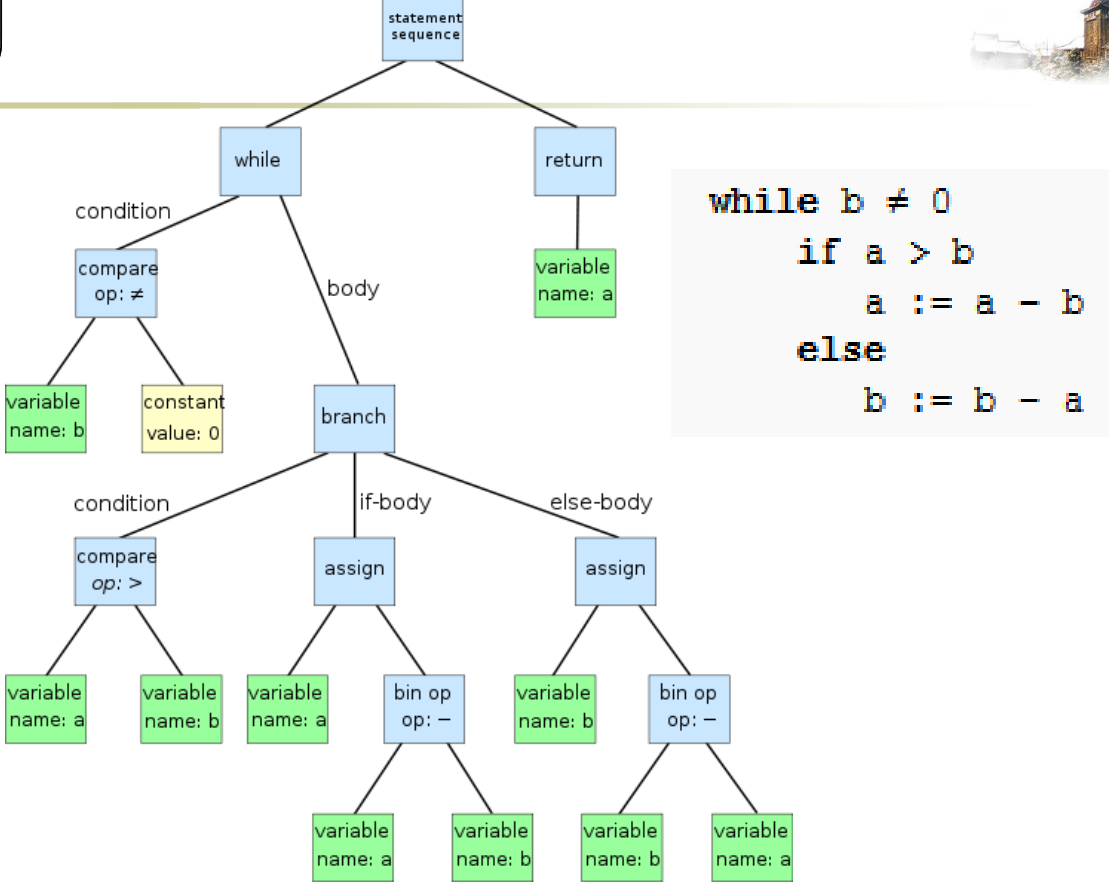 statement
sequence
while
return
condition
body
compare
op: ≠
variable
name: a
variable
name: b
constant
value: 0
branch
condition
if-body
else-body
compare
op: >
assign
assign
variable
name: a
variable
name: b
variable
name: a
bin op
op: −
variable
name: b
bin op
op: −
variable
name: a
variable
name: b
variable
name: b
variable
name: a
while b ≠ 0
if a > b
a := a − b
else
b := b − a